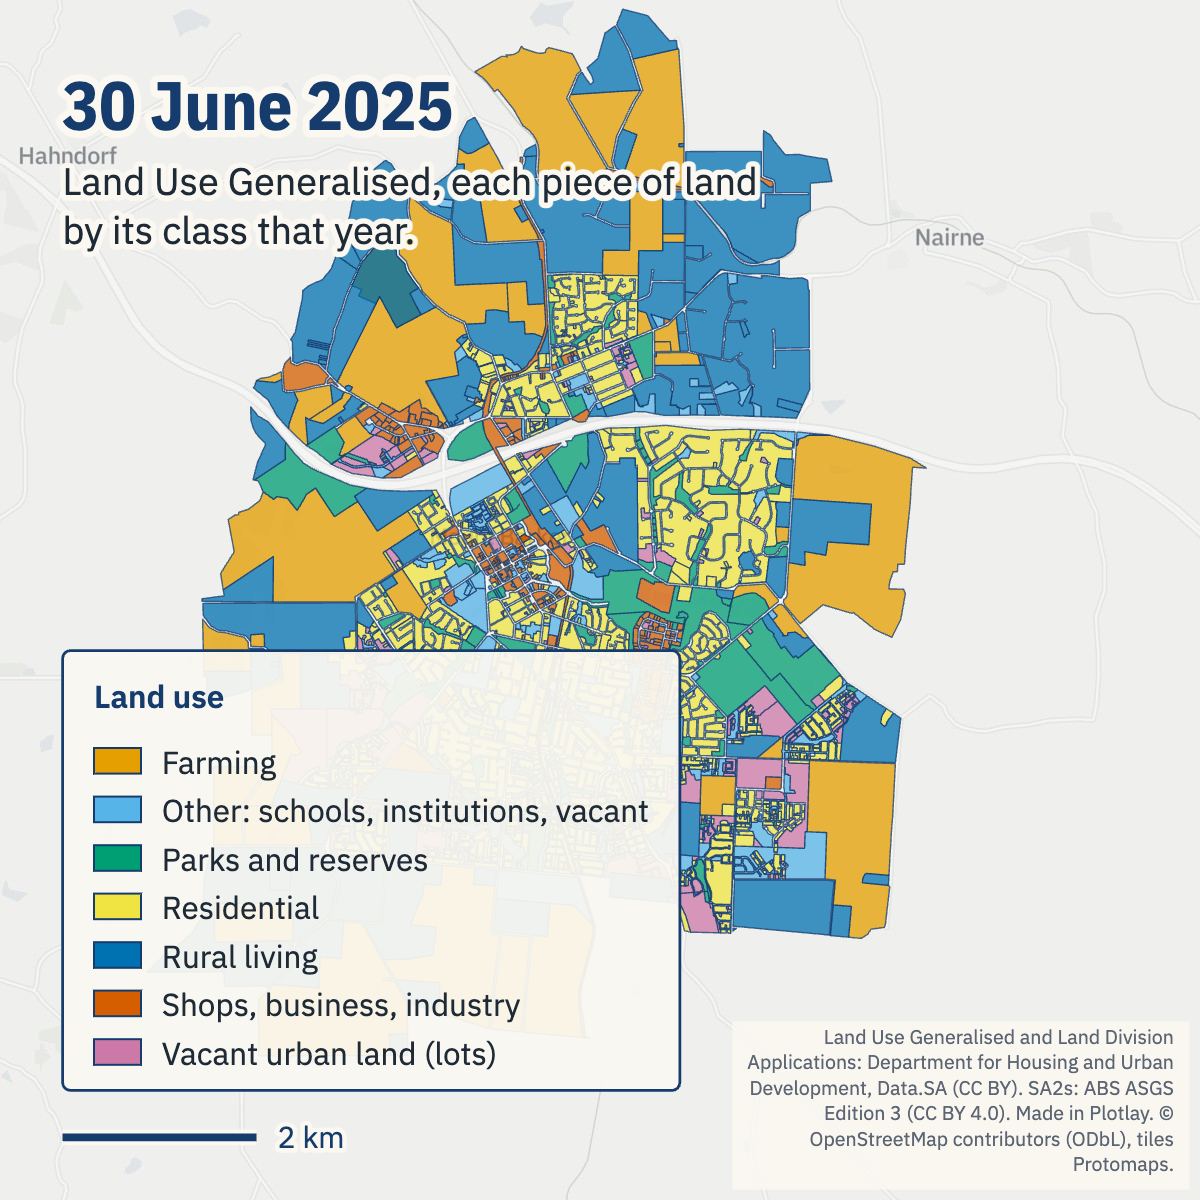 30 June 2025
Hahndorf
Land Use Generalised, each piece of land
by its class that year.
Nairne
Land use
Farming
Other: schools, institutions, vacant
Parks and reserves
Residential
Rural living
Shops, business, industry
Vacant urban land (lots)
2 km
Land Use Generalised and Land Division
Applications: Department for Housing and Urban
Development, Data.SA (CC BY). SA2s: ABS ASGS
Edition 3 (CC BY 4.0). Made in Plotlay. ©
OpenStreetMap contributors (ODbL), tiles
Protomaps.